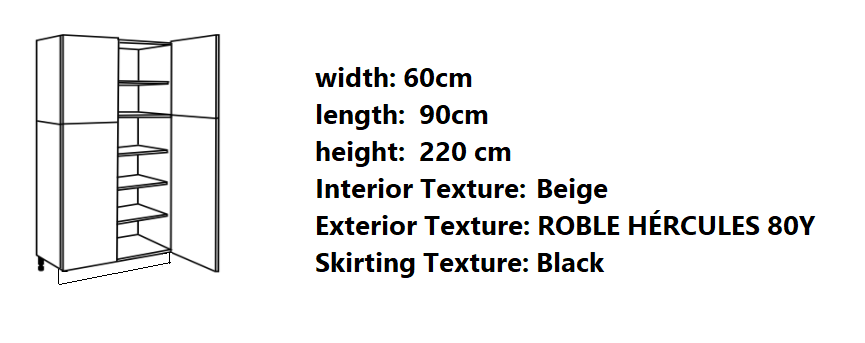 width: 60cm
length: 90cm
height: 220 cm
Interior Texture: Beige
Exterior Texture: ROBLE HÉRCULES 80Y
Skirting Texture: Black